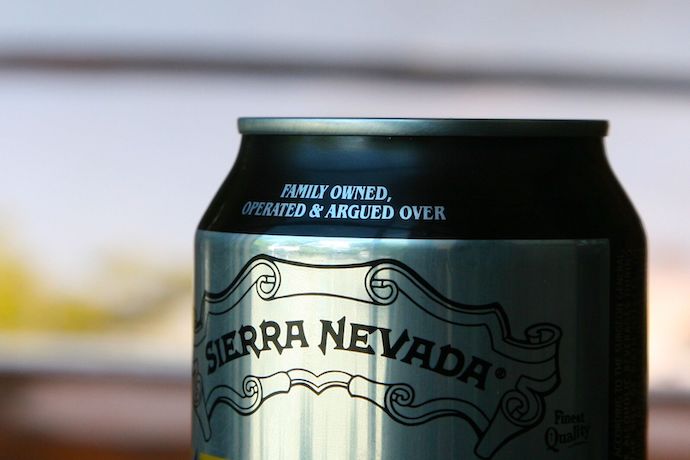 FAMILY OWNED,
OPERATED & ARGUED OVER
SIERRA NEVADA®
Finest
Quality